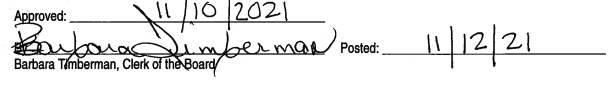 Approved: 11/10/2021
Barbara Timberman Posted: 11/12/21
Barbara Timberman, Clerk of the Board